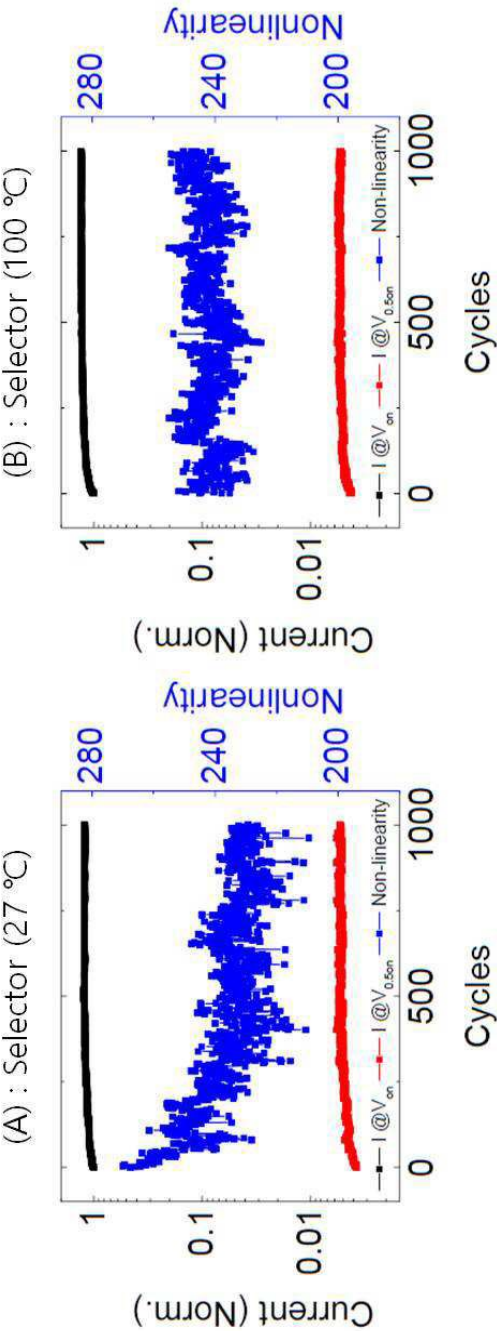 (A) : Selector (27 ℃)
Current (Norm.)
1
0.1
0.01
Nonlinearity
280
240
200
I @V_on I @V_0.5on Non-linearity
0 500 1000
Cycles
(B) : Selector (100 ℃)
Current (Norm.)
1
0.1
0.01
Nonlinearity
280
240
200
I @V_on I @V_0.5on Non-linearity
0 500 1000
Cycles